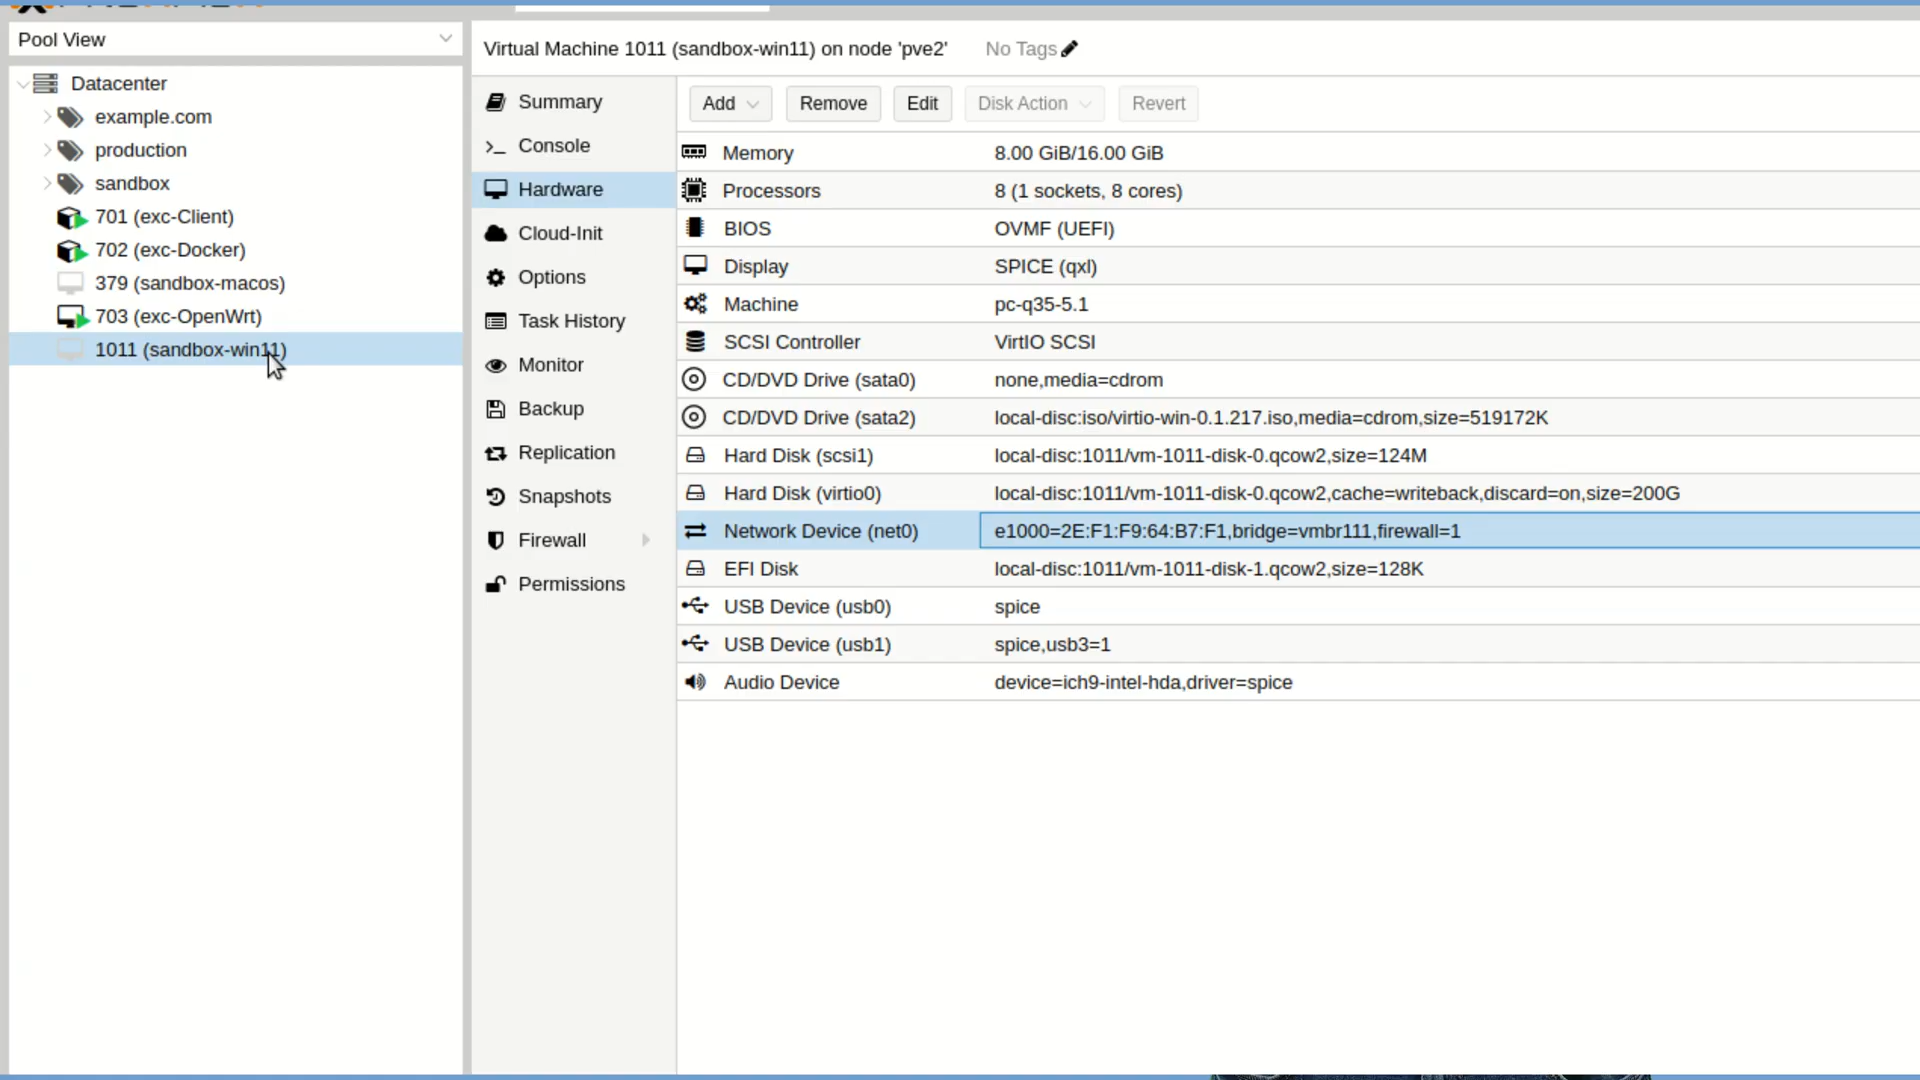 Pool View
Datacenter
example.com
production
sandbox
701 (exc-Client)
702 (exc-Docker)
379 (sandbox-macos)
703 (exc-OpenWrt)
1011 (sandbox-win11)
Virtual Machine 1011 (sandbox-win11) on node 'pve2' No Tags
Summary
Console
Hardware
Cloud-Init
Options
Task History
Monitor
Backup
Replication
Snapshots
Firewall
Permissions
Add Remove Edit Disk Action Revert
Memory 8.00 GiB/16.00 GiB
Processors 8 (1 sockets, 8 cores)
BIOS OVMF (UEFI)
Display SPICE (qxl)
Machine pc-q35-5.1
SCSI Controller VirtIO SCSI
CD/DVD Drive (sata0) none,media=cdrom
CD/DVD Drive (sata2) local-disc:iso/virtio-win-0.1.217.iso,media=cdrom,size=519172K
Hard Disk (scsi1) local-disc:1011/vm-1011-disk-0.qcow2,size=124M
Hard Disk (virtio0) local-disc:1011/vm-1011-disk-0.qcow2,cache=writeback,discard=on,size=200G
Network Device (net0) e1000=2E:F1:F9:64:B7:F1,bridge=vmbr111,firewall=1
EFI Disk local-disc:1011/vm-1011-disk-1.qcow2,size=128K
USB Device (usb0) spice
USB Device (usb1) spice,usb3=1
Audio Device device=ich9-intel-hda,driver=spice